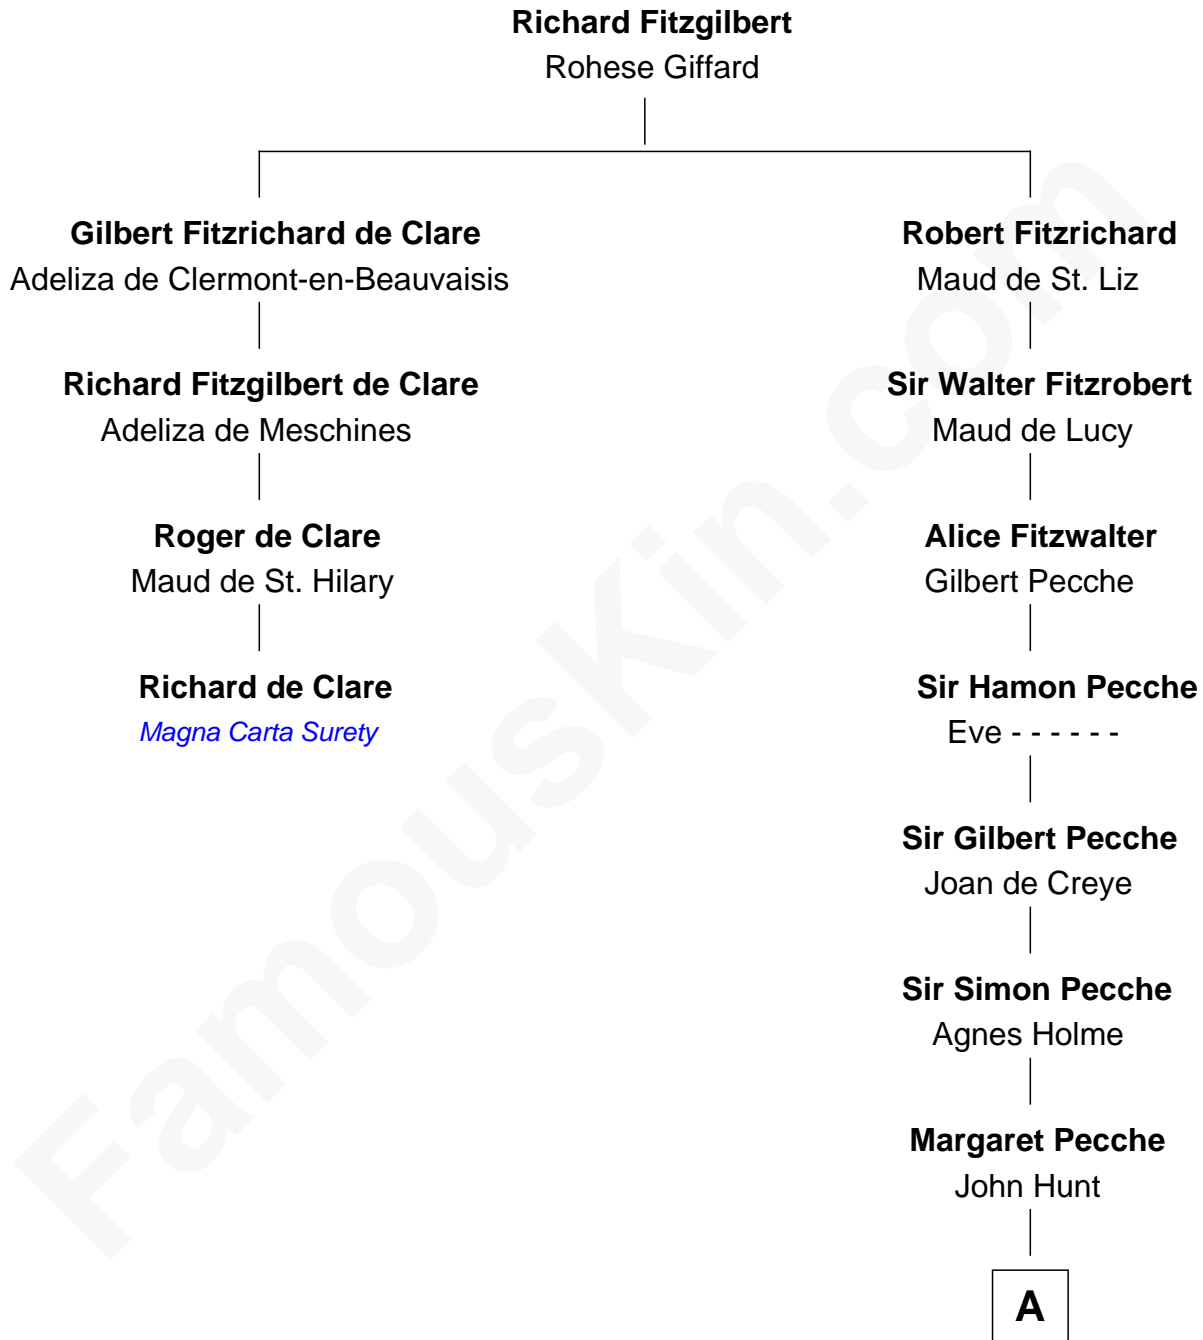 Richard Fitzgilbert
Rohese Giffard
Gilbert Fitzrichard de Clare
Adeliza de Clermont-en-Beauvaisis
Robert Fitzrichard
Maud de St. Liz
Richard Fitzgilbert de Clare
Adeliza de Meschines
Sir Walter Fitzrobert
Maud de Lucy
Roger de Clare
Maud de St. Hilary
Alice Fitzwalter
Gilbert Pecche
Richard de Clare
Magna Carta Surety
Sir Hamon Pecche
Eve - - - - - -
Sir Gilbert Pecche
Joan de Creye
Sir Simon Pecche
Agnes Holme
Margaret Pecche
John Hunt
A
FamousKin.com